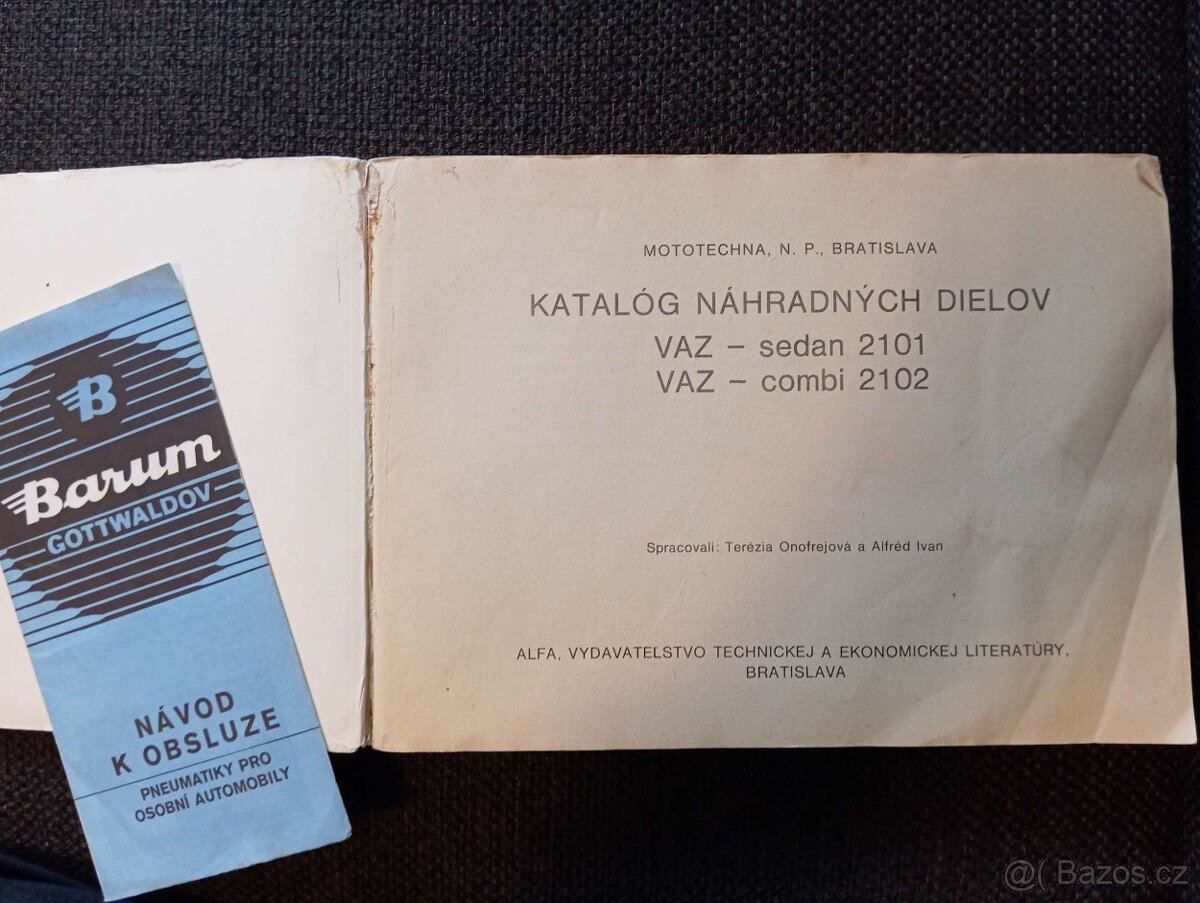 B
Barum
GOTTWALDOV
NÁVOD
K OBSLUZE
PNEUMATIKY PRO
OSOBNÍ AUTOMOBILY
MOTOTECHNA, N. P., BRATISLAVA
KATALÓG NÁHRADNÝCH DIELOV
VAZ – sedan 2101
VAZ – combi 2102
Spracovali: Terézia Onofrejová a Alfréd Ivan
ALFA, VYDAVATEĽSTVO TECHNICKEJ A EKONOMICKEJ LITERATÚRY,
BRATISLAVA
@( Bazos.cz